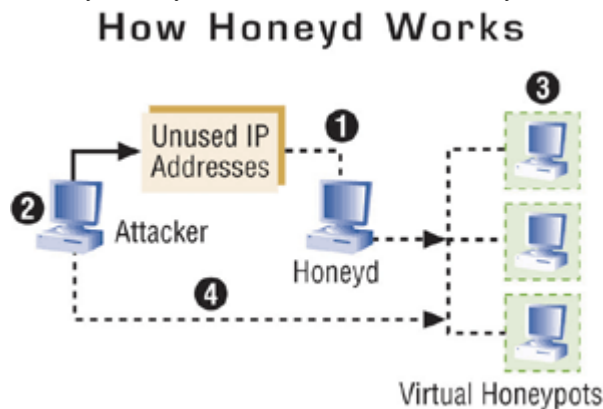 How Honeyd Works
3
1
Unused IP
Addresses
2
Attacker
Honeyd
4
Virtual Honeypots